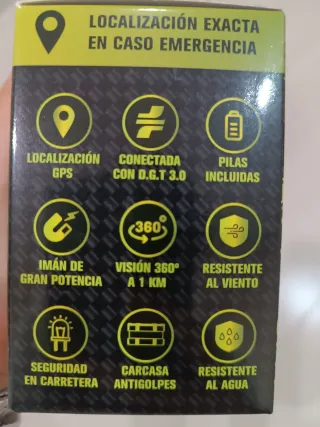 LOCALIZACIÓN EXACTA
EN CASO EMERGENCIA
LOCALIZACIÓN
GPS
CONECTADA
CON D.G.T 3.0
PILAS
INCLUIDAS
IMÁN DE
GRAN POTENCIA
360°
VISIÓN 360º
A 1 KM
RESISTENTE
AL VIENTO
SEGURIDAD
EN CARRETERA
CARCASA
ANTIGOLPES
RESISTENTE
AL AGUA